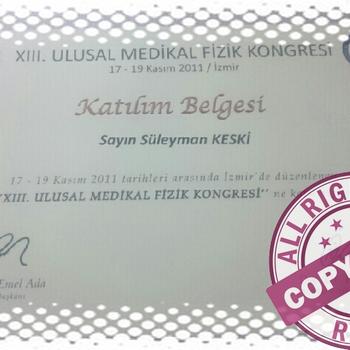 XIII. ULUSAL MEDİKAL FİZİK KONGRESİ
17 - 19 Kasım 2011 / İzmir
Katılım Belgesi
Sayın Süleyman KESKİ
17 - 19 Kasım 2011 tarihleri arasında İzmir'de düzenlenen
"XIII. ULUSAL MEDİKAL FİZİK KONGRESİ" ne
Emel Ada
Başkanı
ALL RIG
COPY
R